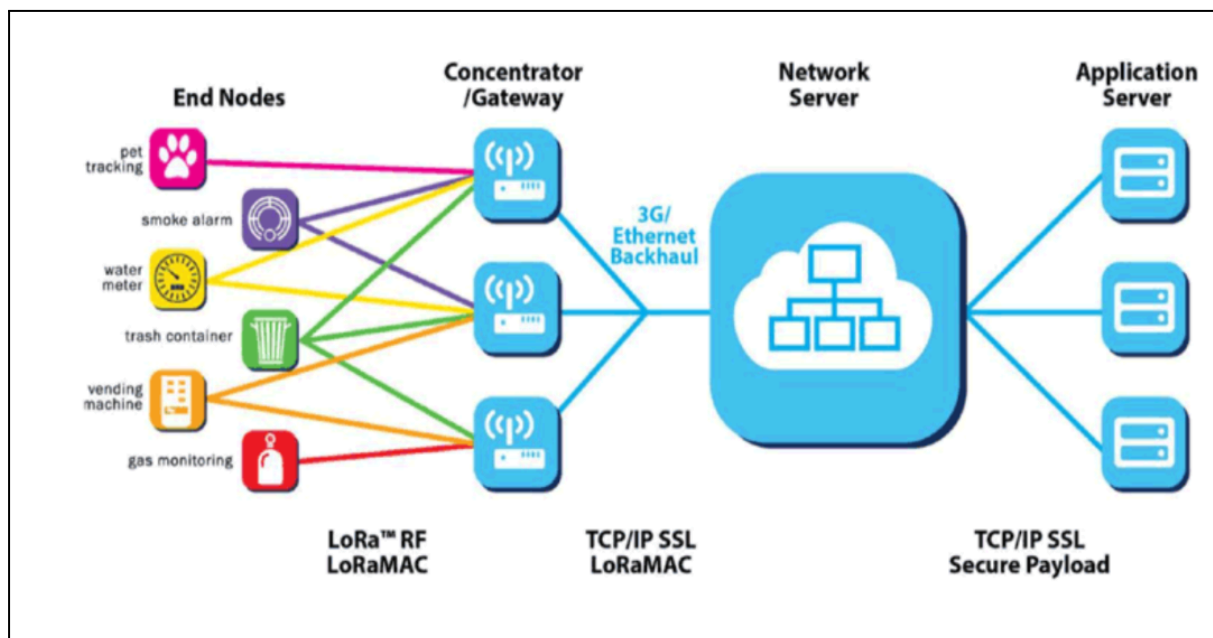 End Nodes
Concentrator
/Gateway
Network
Server
Application
Server
pet
tracking
smoke alarm
water
meter
trash container
vending
machine
gas monitoring
3G/
Ethernet
Backhaul
LoRa™ RF
LoRaMAC
TCP/IP SSL
LoRaMAC
TCP/IP SSL
Secure Payload